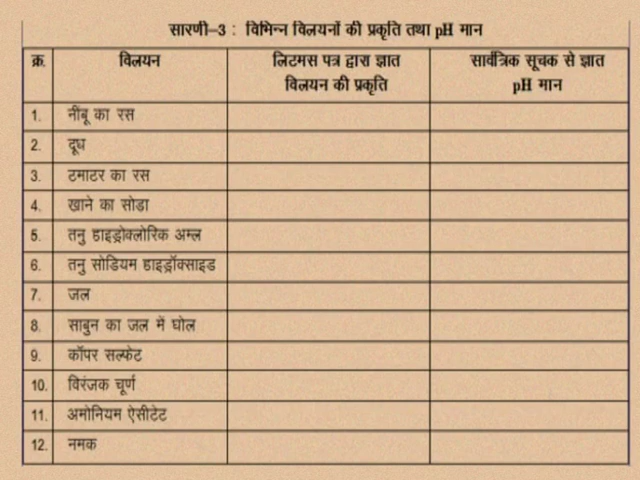 सारणी–3 : विभिन्न विलयनों की प्रकृति तथा pH मान
क्र. विलयन लिटमस पत्र द्वारा ज्ञात विलयन की प्रकृति सार्वत्रिक सूचक से ज्ञात pH मान
1. नींबू का रस
2. दूध
3. टमाटर का रस
4. खाने का सोडा
5. तनु हाइड्रोक्लोरिक अम्ल
6. तनु सोडियम हाइड्रॉक्साइड
7. जल
8. साबुन का जल में घोल
9. कॉपर सल्फेट
10. विरंजक चूर्ण
11. अमोनियम ऐसीटेट
12. नमक